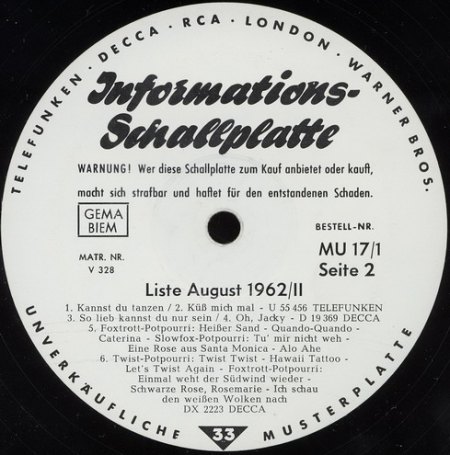 TELEFUNKEN · DECCA · RCA · LONDON · WARNER BROS.
Informations-
Schallplatte
WARNUNG! Wer diese Schallplatte zum Kauf anbietet oder kauft,
macht sich strafbar und haftet für den entstandenen Schaden.
GEMA
BIEM
BESTELL-NR.
MATR. NR.
V 328
MU 17/1
Seite 2
Liste August 1962/II
1. Kannst du tanzen / 2. Küß mich mal - U 55 456 TELEFUNKEN
3. So lieb kannst du nur sein / 4. Oh, Jacky - D 19 369 DECCA
5. Foxtrott-Potpourri: Heißer Sand - Quando-Quando -
Caterina - Slowfox-Potpourri: Tu' mir nicht weh -
Eine Rose aus Santa Monica - Alo Ahe
6. Twist-Potpourri: Twist Twist - Hawaii Tattoo -
Let's Twist Again - Foxtrott-Potpourri:
Einmal weht der Südwind wieder -
Schwarze Rose, Rosemarie - Ich schau
den weißen Wolken nach
DX 2223 DECCA
UNVERKÄUFLICHE 33 MUSTERPLATTE